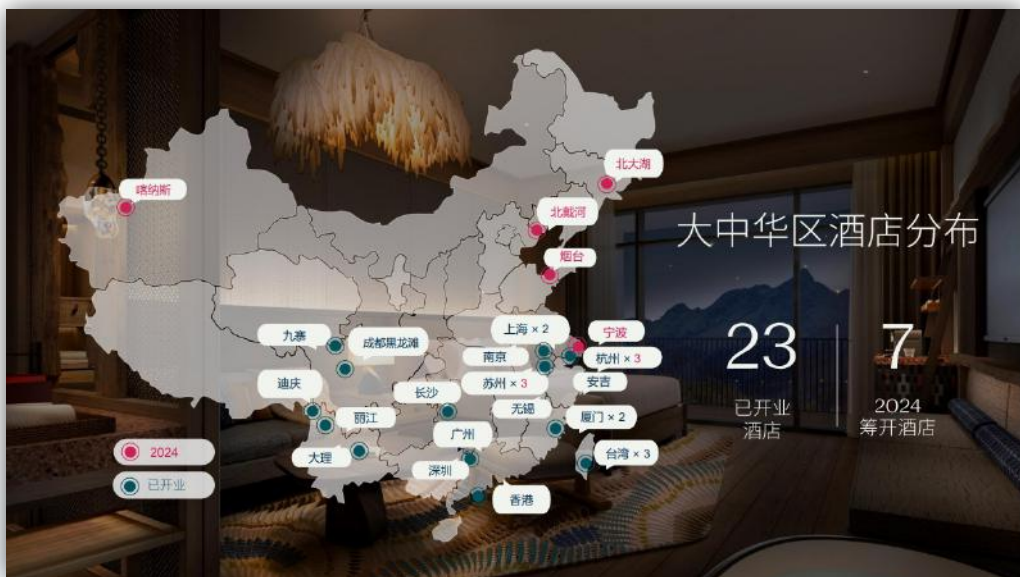 北大湖
喀纳斯
北戴河
大中华区酒店分布
烟台
上海 × 2
宁波
23
7
九寨
成都黑龙滩
南京
杭州 × 3
迪庆
长沙
苏州 × 3
安吉
已开业
酒店
2024
筹开酒店
丽江
无锡
厦门 × 2
广州
大理
台湾 × 3
2024
深圳
已开业
香港